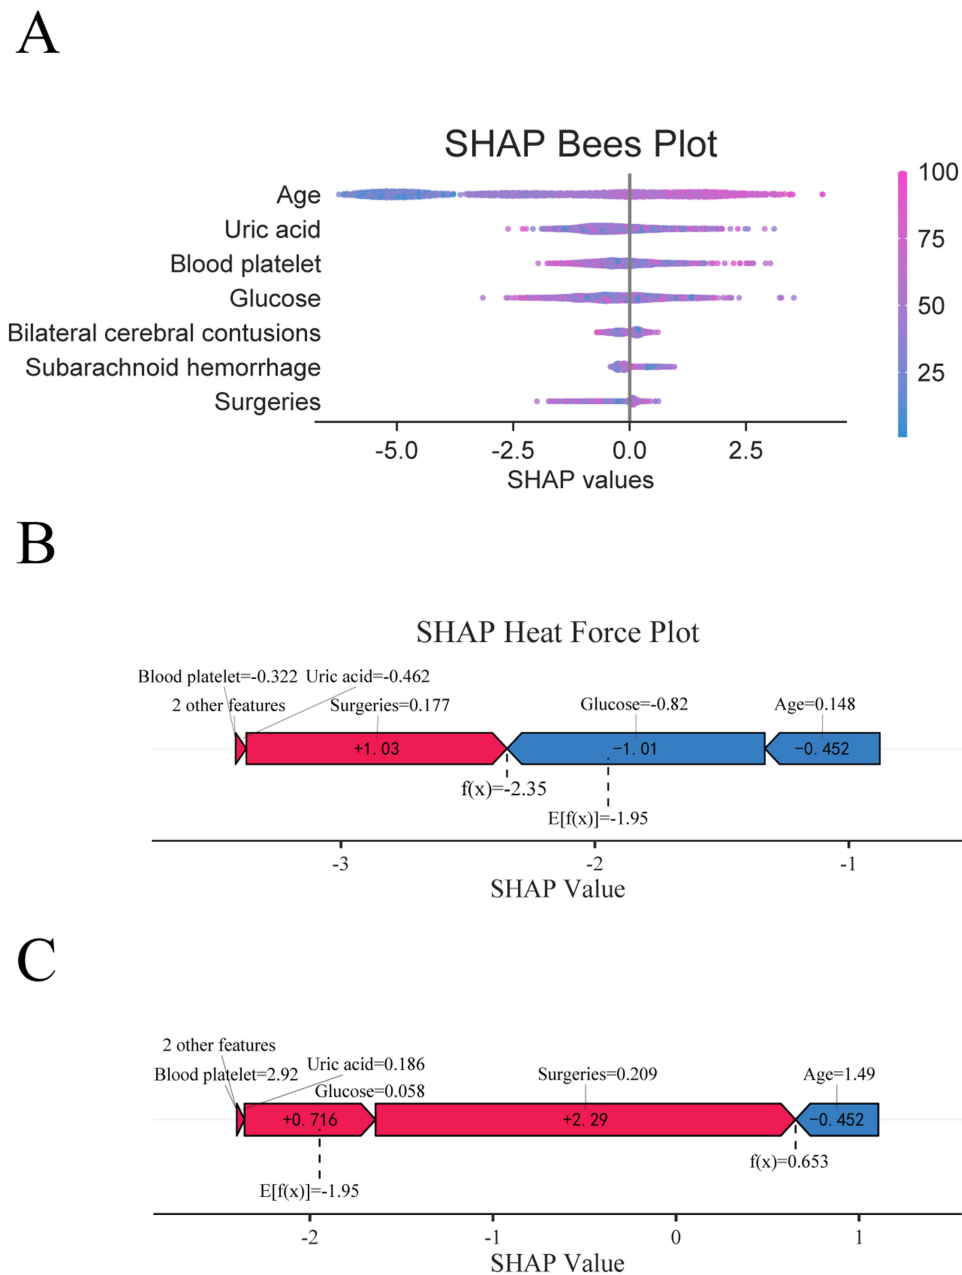 A
SHAP Bees Plot
Age
Uric acid
Blood platelet
Glucose
Bilateral cerebral contusions
Subarachnoid hemorrhage
Surgeries
100
75
50
25
-5.0 -2.5 0.0 2.5
SHAP values
B
SHAP Heat Force Plot
Blood platelet=-0.322 Uric acid=-0.462
2 other features Surgeries=0.177 Glucose=-0.82 Age=0.148
+1.03 −1.01 −0.452
f(x)=-2.35
E[f(x)]=-1.95
-3 -2 -1
SHAP Value
C
2 other features
Uric acid=0.186
Blood platelet=2.92 Surgeries=0.209 Age=1.49
Glucose=0.058
+0.716 +2.29 −0.452
f(x)=0.653
E[f(x)]=-1.95
-2 -1 0 1
SHAP Value